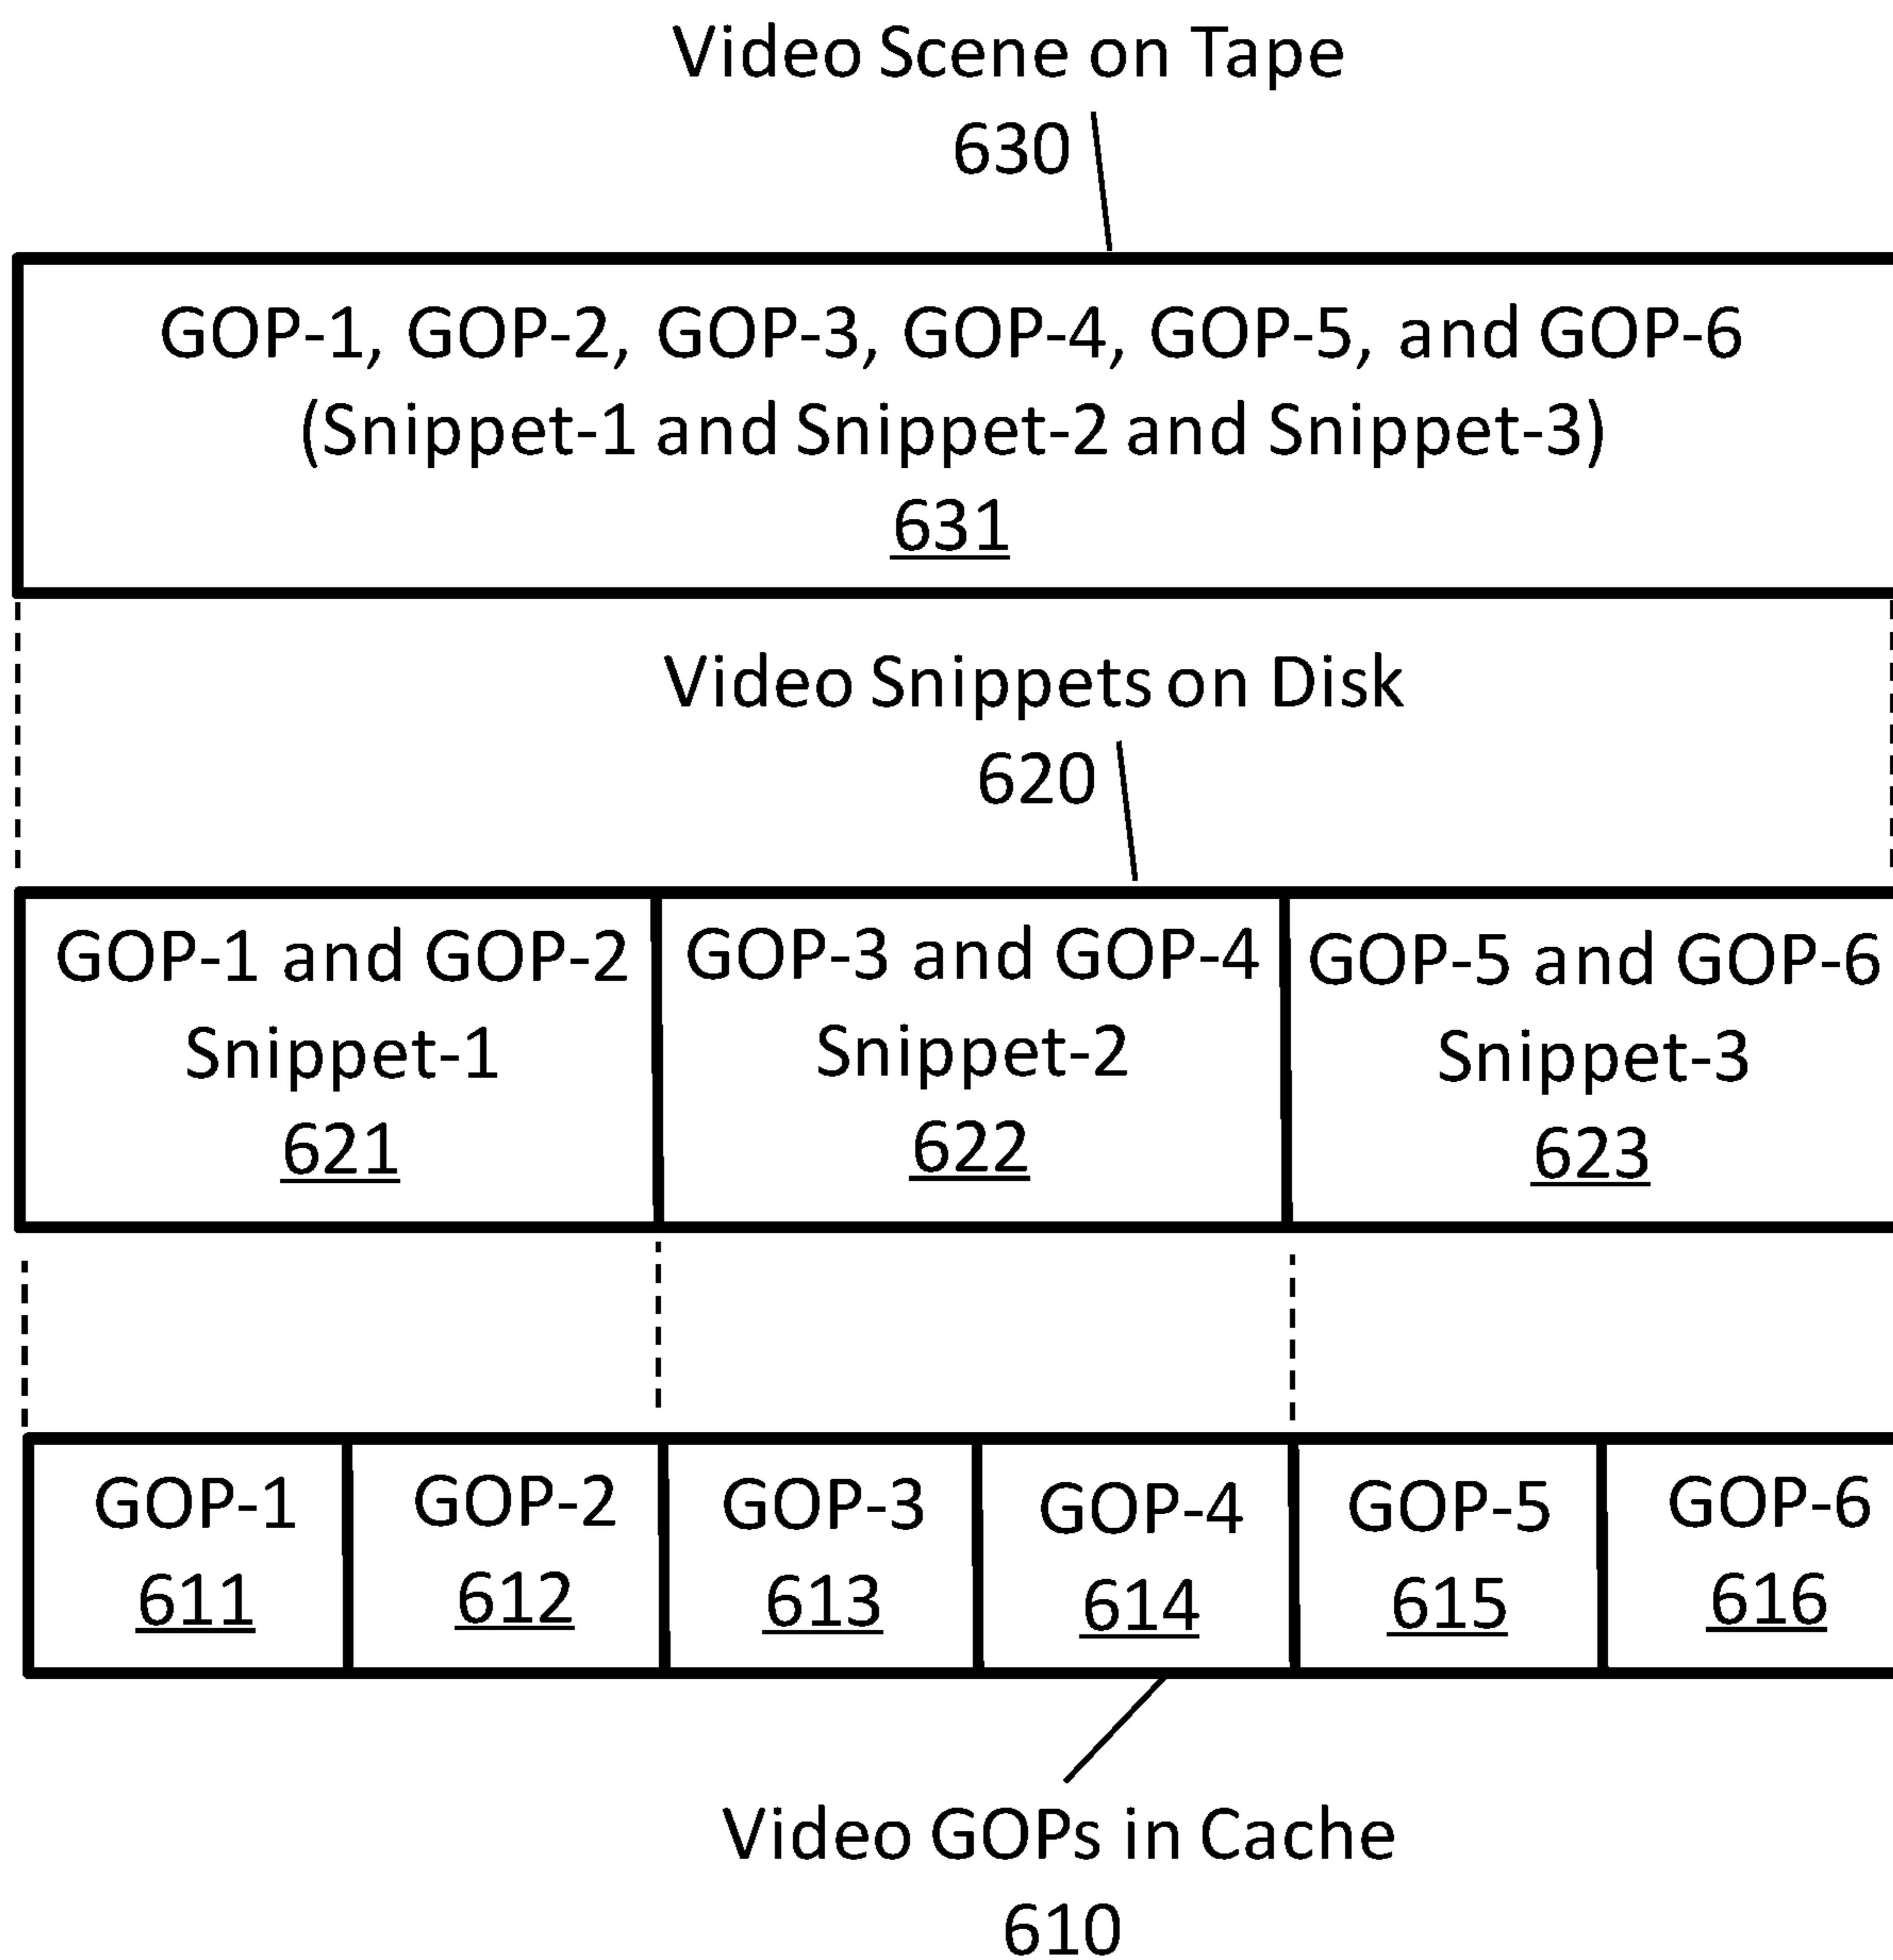 Video Scene on Tape
630
GOP-1, GOP-2, GOP-3, GOP-4, GOP-5, and GOP-6
(Snippet-1 and Snippet-2 and Snippet-3)
631
Video Snippets on Disk
620
GOP-1 and GOP-2
Snippet-1
621
GOP-3 and GOP-4
Snippet-2
622
GOP-5 and GOP-6
Snippet-3
623
GOP-1
611
GOP-2
612
GOP-3
613
GOP-4
614
GOP-5
615
GOP-6
616
Video GOPs in Cache
610